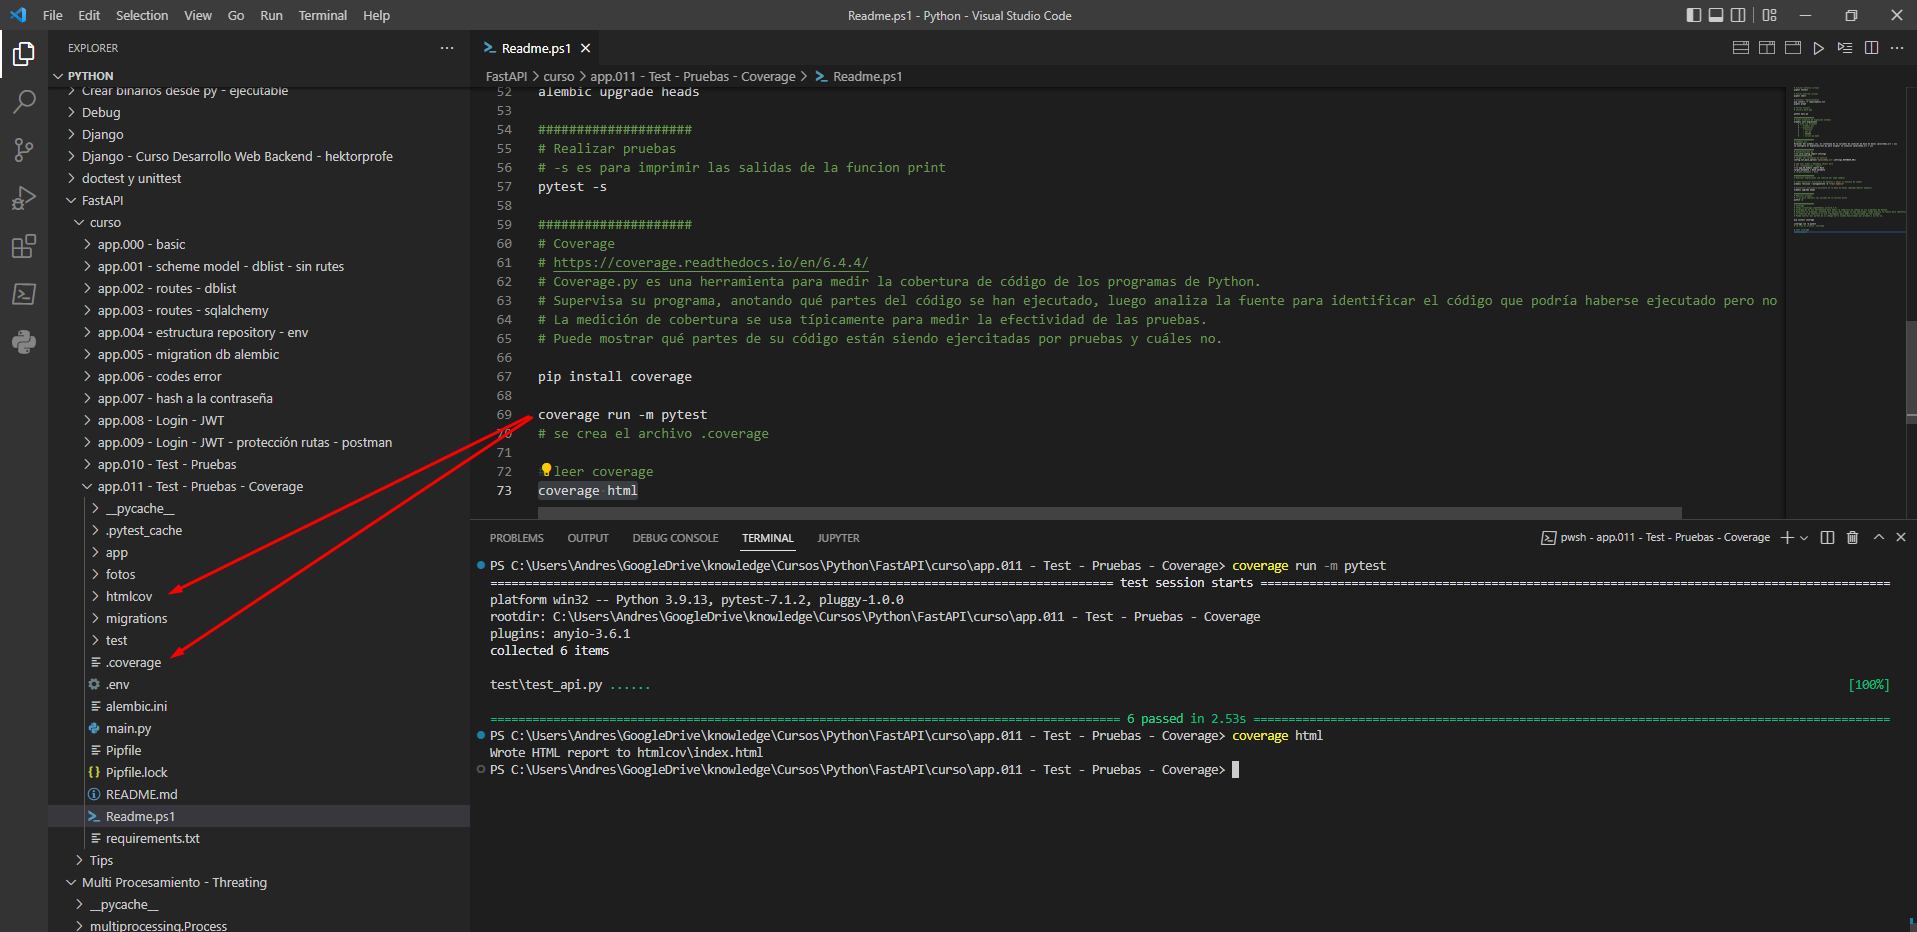 File Edit Selection View Go Run Terminal Help
Readme.ps1 - Python - Visual Studio Code
EXPLORER
PYTHON
Crear binarios desde py - ejecutable
Debug
Django
Django - Curso Desarrollo Web Backend - hektorprofe
doctest y unittest
FastAPI
curso
app.000 - basic
app.001 - scheme model - dblist - sin rutes
app.002 - routes - dblist
app.003 - routes - sqlalchemy
app.004 - estructura repository - env
app.005 - migration db alembic
app.006 - codes error
app.007 - hash a la contraseña
app.008 - Login - JWT
app.009 - Login - JWT - protección rutas - postman
app.010 - Test - Pruebas
app.011 - Test - Pruebas - Coverage
__pycache__
.pytest_cache
app
fotos
htmlcov
migrations
test
.coverage
.env
alembic.ini
main.py
Pipfile
Pipfile.lock
README.md
Readme.ps1
requirements.txt
Tips
Multi Procesamiento - Threating
__pycache__
multiprocessing.Process
Readme.ps1
FastAPI > curso > app.011 - Test - Pruebas - Coverage > Readme.ps1
52 alembic upgrade heads
53
54 ####################
55 # Realizar pruebas
56 # -s es para imprimir las salidas de la funcion print
57 pytest -s
58
59 ####################
60 # Coverage
61 # https://coverage.readthedocs.io/en/6.4.4/
62 # Coverage.py es una herramienta para medir la cobertura de código de los programas de Python.
63 # Supervisa su programa, anotando qué partes del código se han ejecutado, luego analiza la fuente para identificar el código que podría haberse ejecutado pero no
64 # La medición de cobertura se usa típicamente para medir la efectividad de las pruebas.
65 # Puede mostrar qué partes de su código están siendo ejercitadas por pruebas y cuáles no.
66
67 pip install coverage
68
69 coverage run -m pytest
70 # se crea el archivo .coverage
71
72 leer coverage
73 coverage html
PROBLEMS OUTPUT DEBUG CONSOLE TERMINAL JUPYTER
pwsh - app.011 - Test - Pruebas - Coverage
PS C:\Users\Andres\GoogleDrive\knowledge\Cursos\Python\FastAPI\curso\app.011 - Test - Pruebas - Coverage> coverage run -m pytest
test session starts
platform win32 -- Python 3.9.13, pytest-7.1.2, pluggy-1.0.0
rootdir: C:\Users\Andres\GoogleDrive\knowledge\Cursos\Python\FastAPI\curso\app.011 - Test - Pruebas - Coverage
plugins: anyio-3.6.1
collected 6 items
test\test_api.py ...... [100%]
6 passed in 2.53s
PS C:\Users\Andres\GoogleDrive\knowledge\Cursos\Python\FastAPI\curso\app.011 - Test - Pruebas - Coverage> coverage html
Wrote HTML report to htmlcov\index.html
PS C:\Users\Andres\GoogleDrive\knowledge\Cursos\Python\FastAPI\curso\app.011 - Test - Pruebas - Coverage>